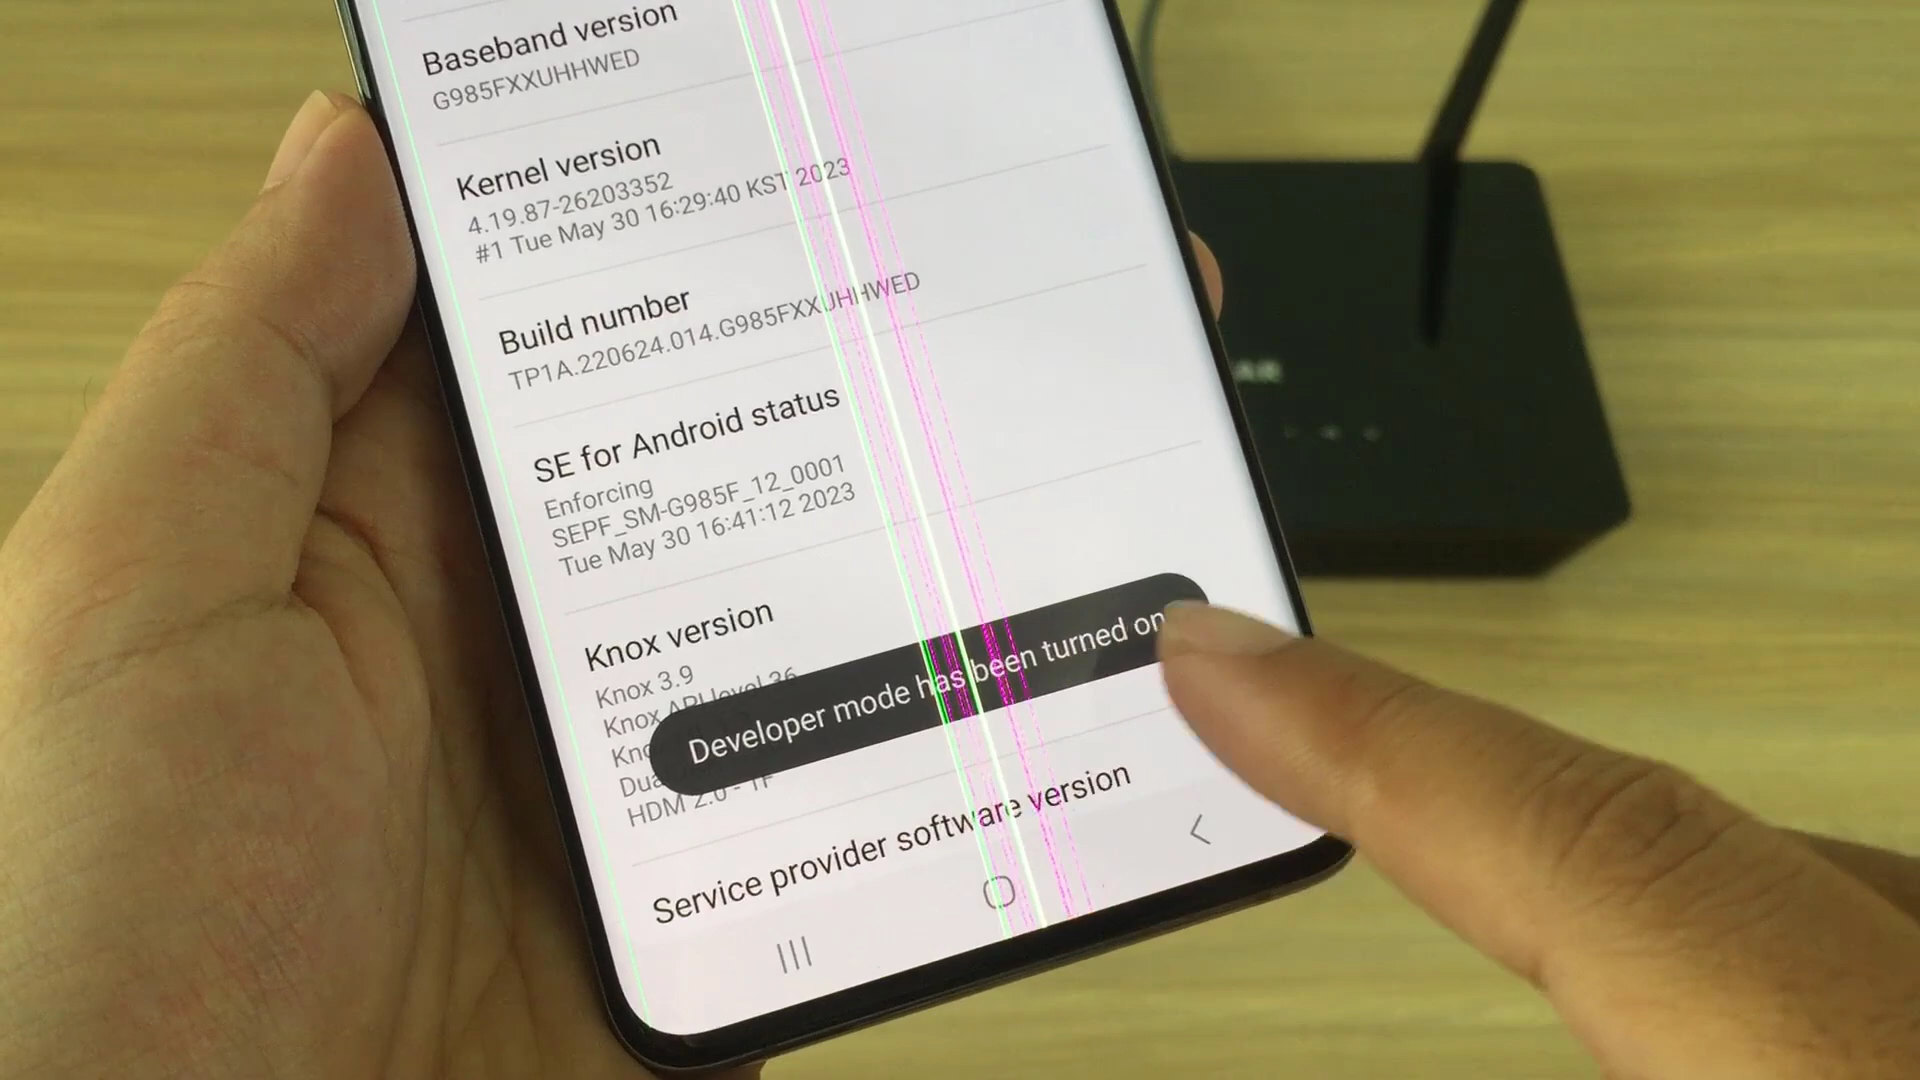 Baseband version
G985FXXUHHWED
Kernel version
4.19.87-26203352
#1 Tue May 30 16:29:40 KST 2023
Build number
TP1A.220624.014.G985FXXUHHWED
SE for Android status
Enforcing
SEPF_SM-G985F_12_0001
Tue May 30 16:41:12 2023
Knox version
Knox 3.9
Knox API level 36
HDM 2.0 -
Developer mode has been turned on
Service provider software version